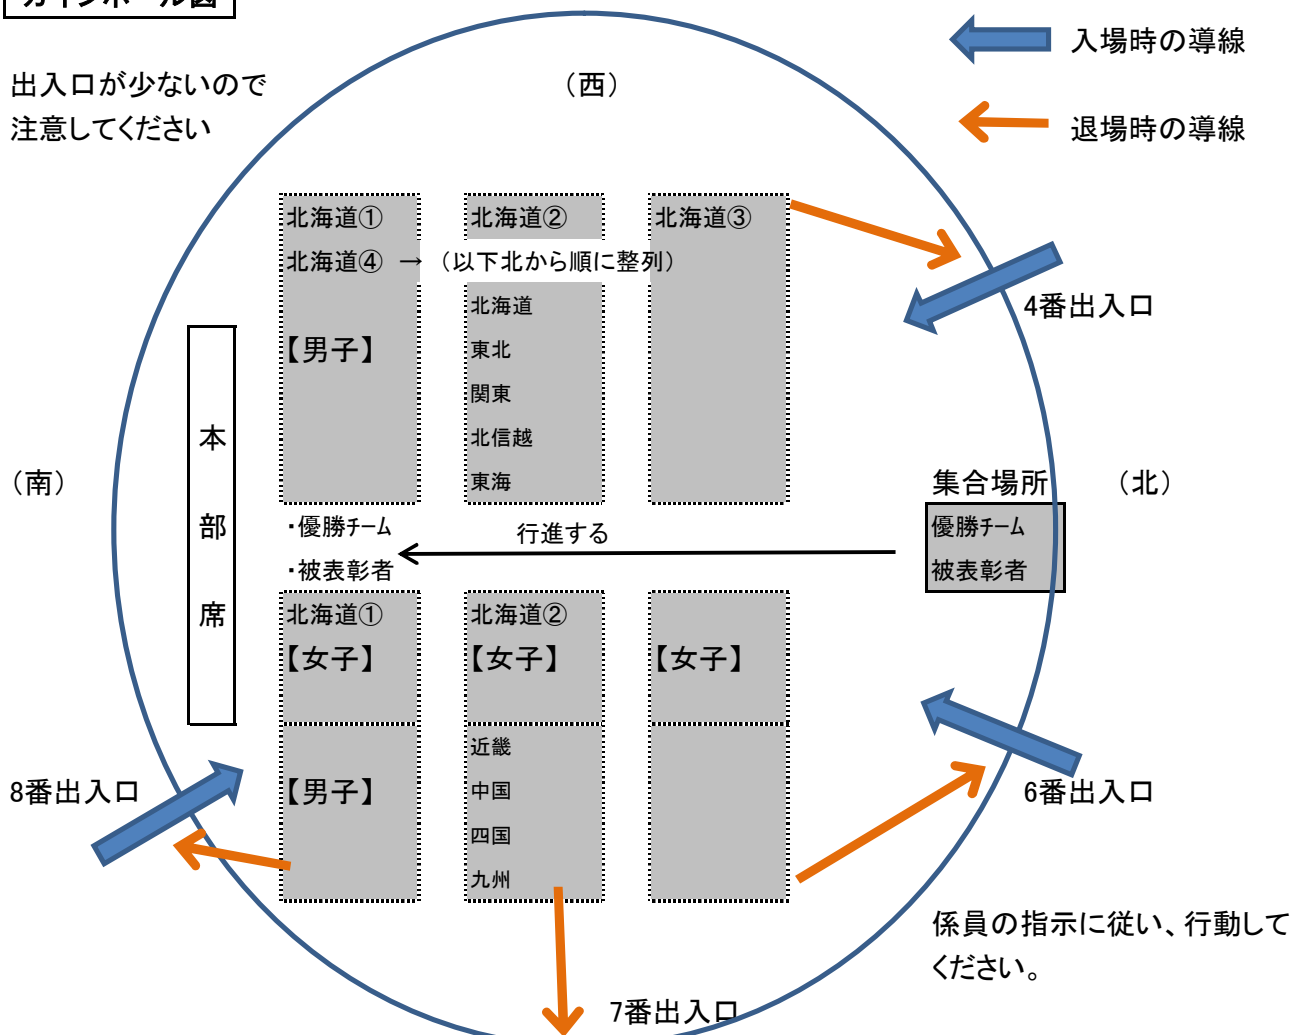 入場時の導線
出入口が少ないので
注意してください
（西）
退場時の導線
北海道①
北海道②
北海道③
北海道④ → （以下北から順に整列）
4番出入口
【男子】
北海道
東北
関東
北信越
東海
本部席
（南）
集合場所
（北）
・優勝チーム
・被表彰者
行進する
優勝チーム
被表彰者
北海道①
北海道②
【女子】
【女子】
【女子】
近畿
中国
四国
九州
【男子】
8番出入口
6番出入口
係員の指示に従い、行動して
ください。
7番出入口